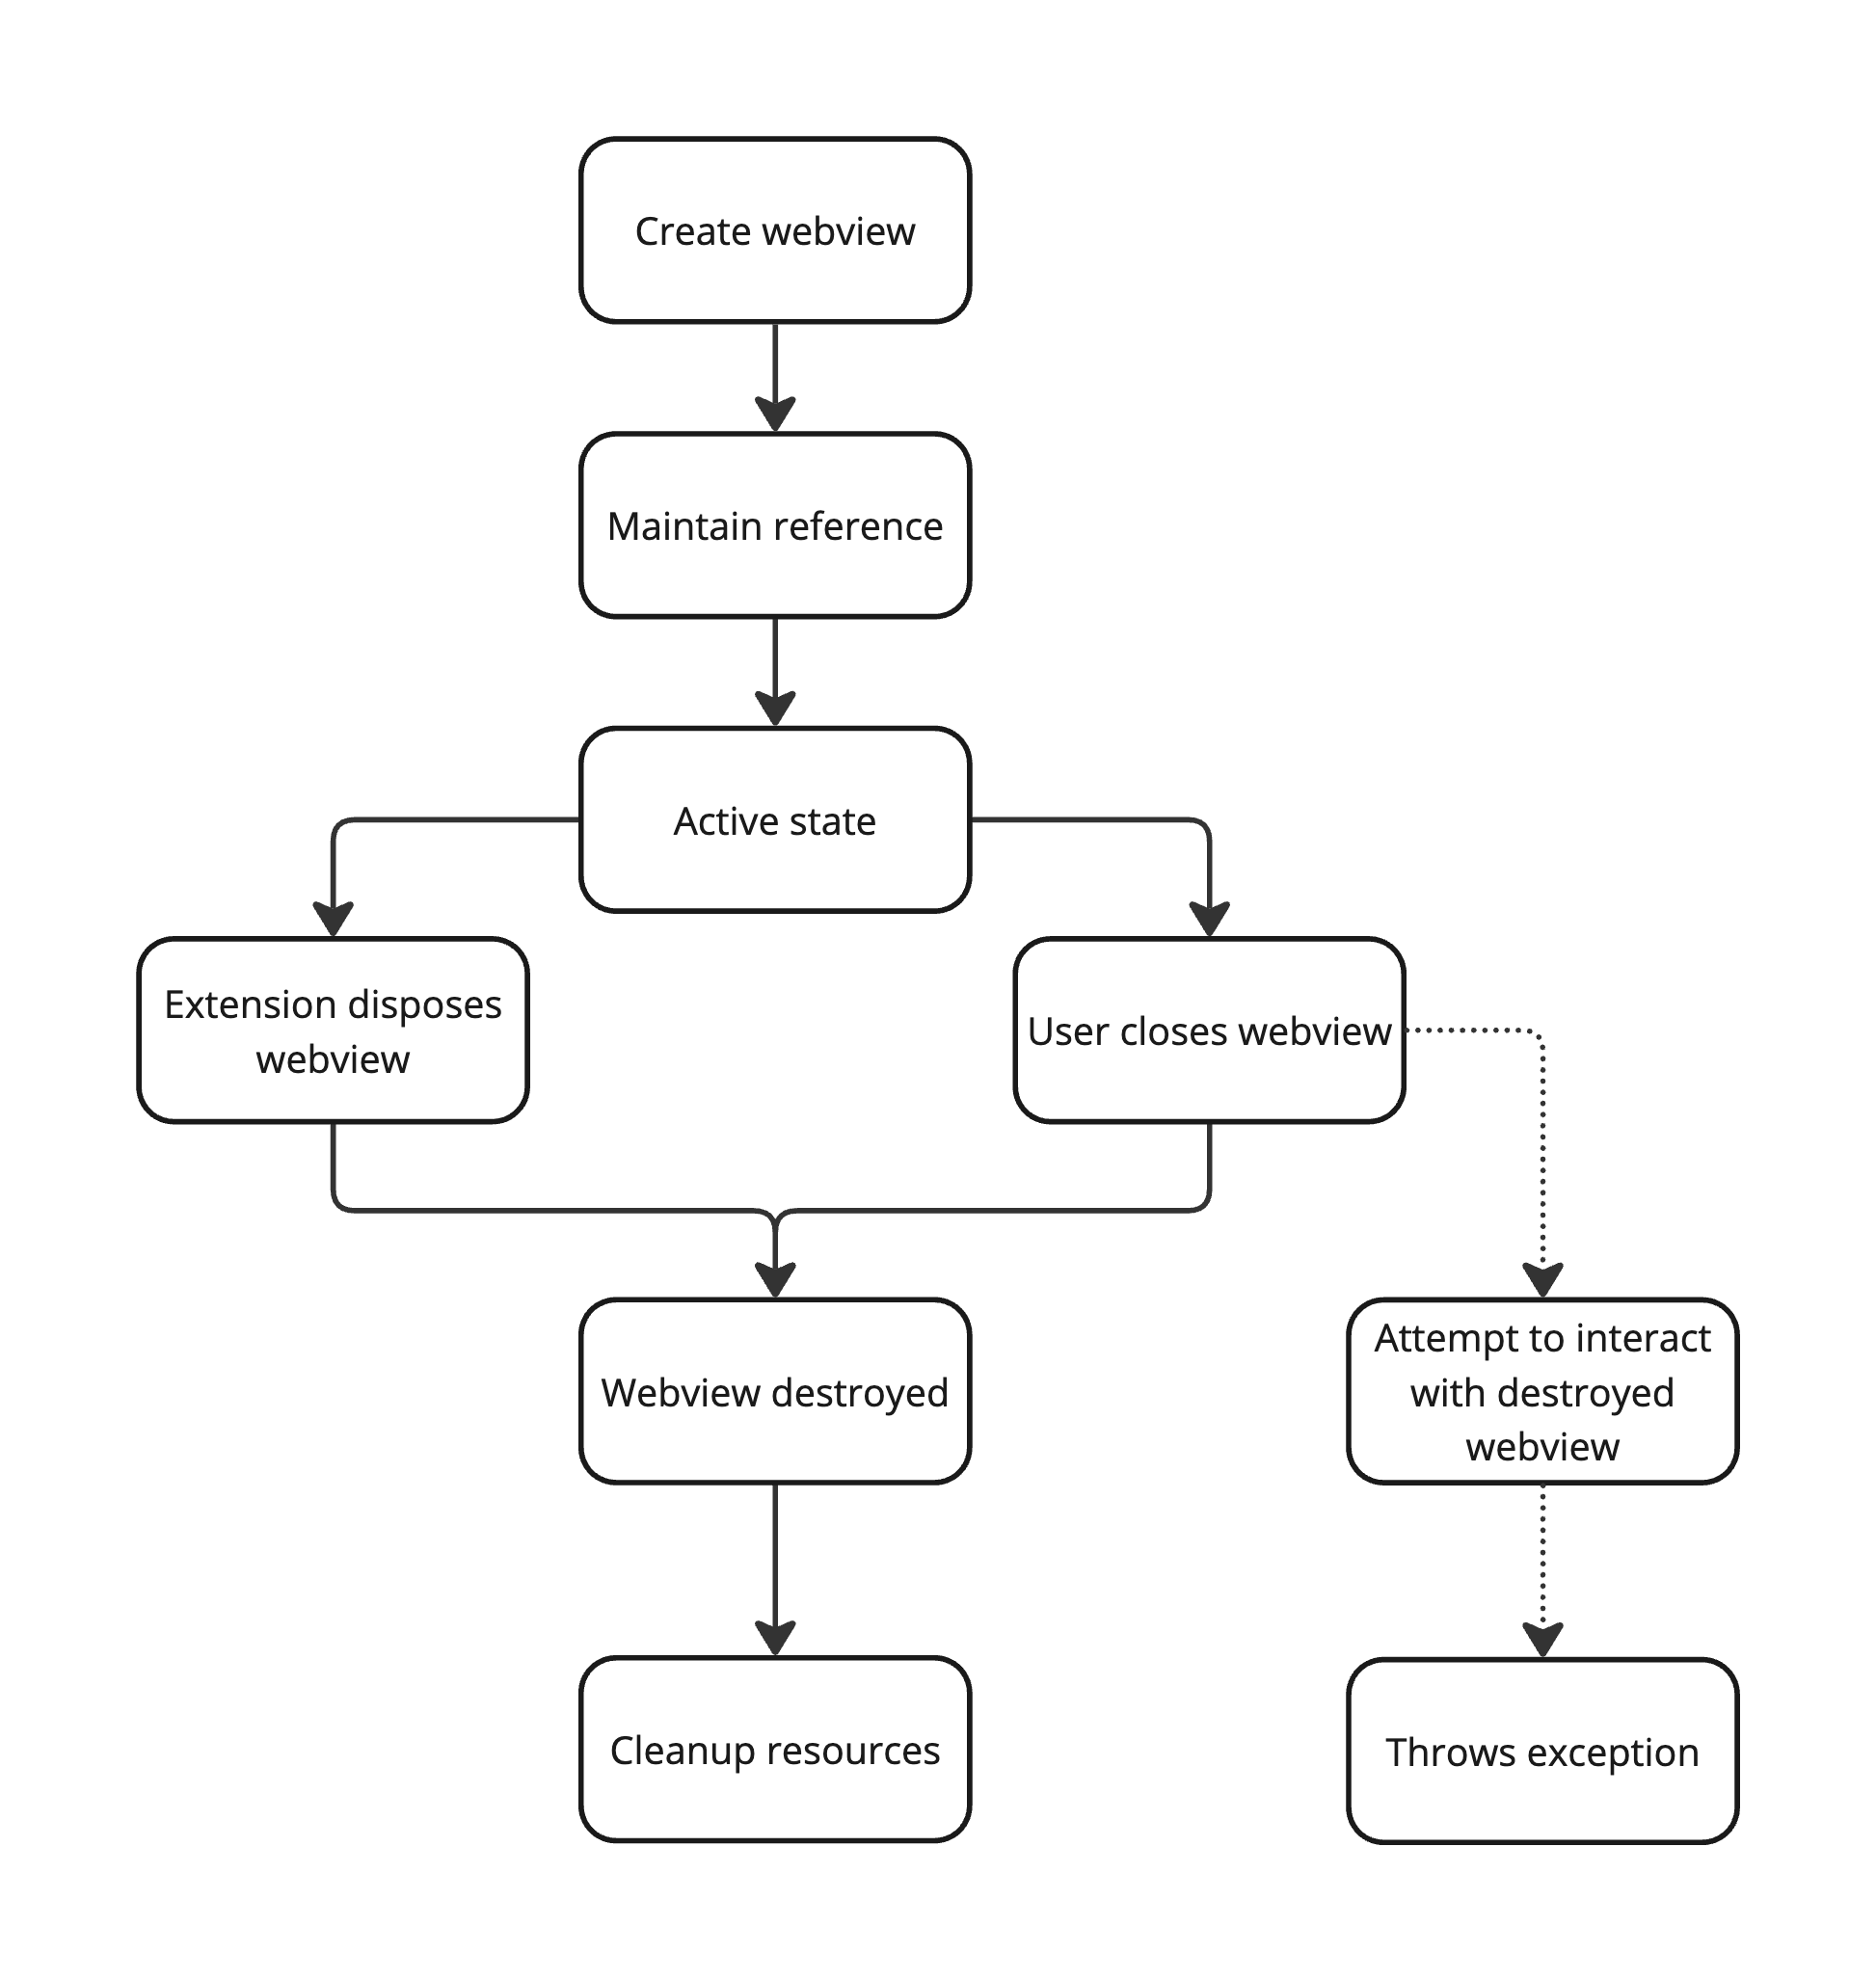 Create webview
Maintain reference
Active state
Extension disposes
webview
User closes webview
Webview destroyed
Attempt to interact
with destroyed
webview
Cleanup resources
Throws exception